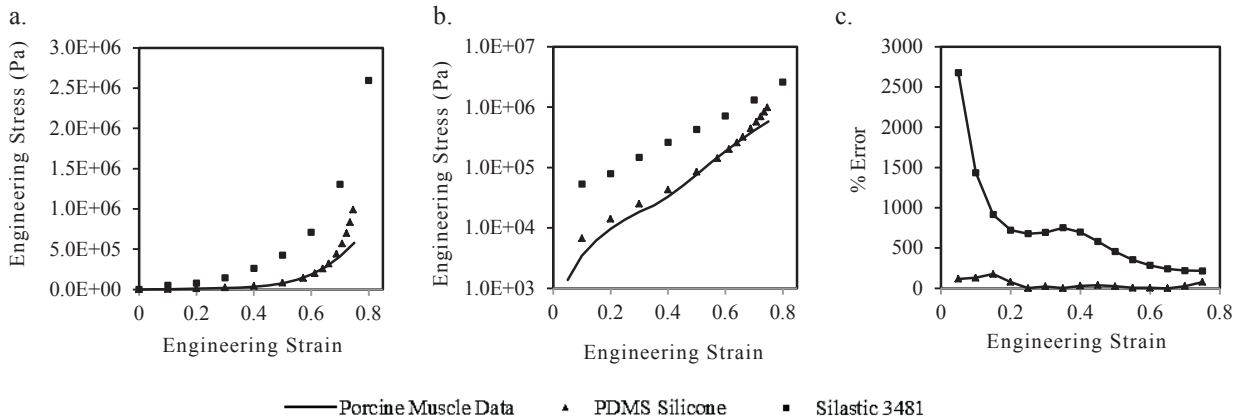 a.
Engineering Stress (Pa)
3.0E+06
2.5E+06
2.0E+06
1.5E+06
1.0E+06
5.0E+05
0.0E+00
0 0.2 0.4 0.6 0.8
Engineering Strain
b.
Engineering Stress (Pa)
1.0E+07
1.0E+06
1.0E+05
1.0E+04
1.0E+03
0 0.2 0.4 0.6 0.8
Engineering Strain
c.
% Error
3000
2500
2000
1500
1000
500
0
0 0.2 0.4 0.6 0.8
Engineering Strain
Porcine Muscle Data PDMS Silicone Silastic 3481